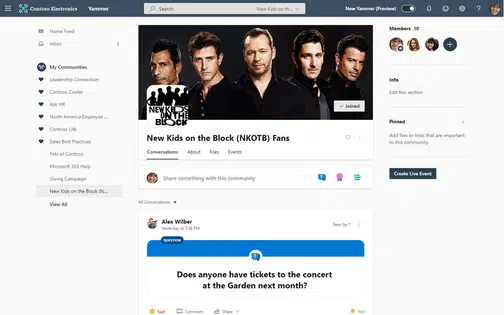 Contoso Electronics
Yammer
Search
New Kids on the...
New Yammer (Preview)
Home Feed
Inbox
3
My Communities
Leadership Connection
Contoso Cooter
Ask HR
North America Employee ...
Contoso Life
Sales Best Practices
Pets of Contoso
Microsoft 365 Help
Giving Campaign
New Kids on the Block (N...
View All
NEW KIDS
ON THE
BLOCK
Joined
New Kids on the Block (NKOTB) Fans
Conversations
About
Files
Events
Share something with this community
All Conversations
Alex Wilber
Yesterday at 7:38 PM
Seen by 1
QUESTION
Does anyone have tickets to the concert
at the Garden next month?
Sad
Comment
Share
You
Members 10
Info
Edit this section
Pinned
Add files or links that are important
to this community.
Create Live Event